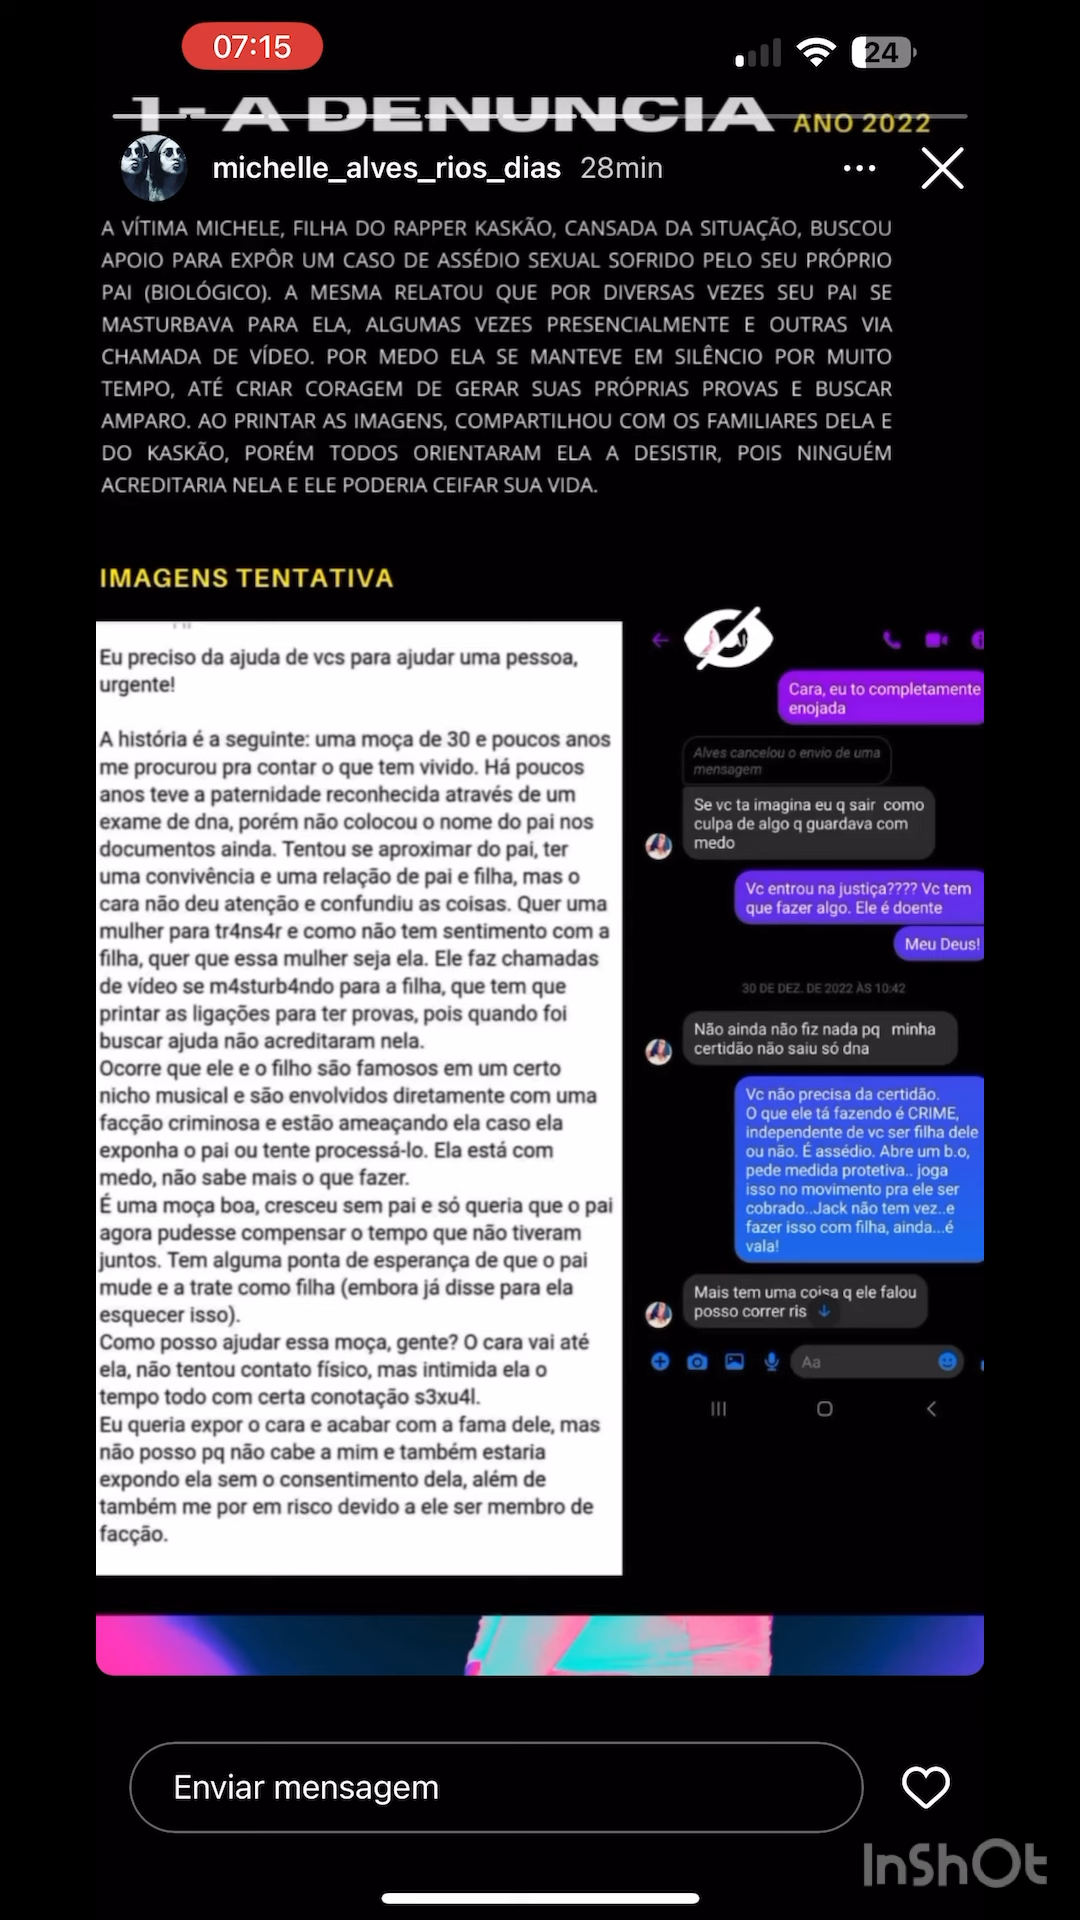 07:15
24
1- A DENUNCIA ANO 2022
michelle_alves_rios_dias 28min
A VÍTIMA MICHELE, FILHA DO RAPPER KASKÃO, CANSADA DA SITUAÇÃO, BUSCOU
APOIO PARA EXPÔR UM CASO DE ASSÉDIO SEXUAL SOFRIDO PELO SEU PRÓPRIO
PAI (BIOLÓGICO). A MESMA RELATOU QUE POR DIVERSAS VEZES SEU PAI SE
MASTURBAVA PARA ELA, ALGUMAS VEZES PRESENCIALMENTE E OUTRAS VIA
CHAMADA DE VÍDEO. POR MEDO ELA SE MANTEVE EM SILÊNCIO POR MUITO
TEMPO, ATÉ CRIAR CORAGEM DE GERAR SUAS PRÓPRIAS PROVAS E BUSCAR
AMPARO. AO PRINTAR AS IMAGENS, COMPARTILHOU COM OS FAMILIARES DELA E
DO KASKÃO, PORÉM TODOS ORIENTARAM ELA A DESISTIR, POIS NINGUÉM
ACREDITARIA NELA E ELE PODERIA CEIFAR SUA VIDA.
IMAGENS TENTATIVA
Eu preciso da ajuda de vcs para ajudar uma pessoa,
urgente!
A história é a seguinte: uma moça de 30 e poucos anos
me procurou pra contar o que tem vivido. Há poucos
anos teve a paternidade reconhecida através de um
exame de dna, porém não colocou o nome do pai nos
documentos ainda. Tentou se aproximar do pai, ter
uma convivência e uma relação de pai e filha, mas o
cara não deu atenção e confundiu as coisas. Quer uma
mulher para tr4ns4r e como não tem sentimento com a
filha, quer que essa mulher seja ela. Ele faz chamadas
de vídeo se m4sturb4ndo para a filha, que tem que
printar as ligações para ter provas, pois quando foi
buscar ajuda não acreditaram nela.
Ocorre que ele e o filho são famosos em um certo
nicho musical e são envolvidos diretamente com uma
facção criminosa e estão ameaçando ela caso ela
exponha o pai ou tente processá-lo. Ela está com
medo, não sabe mais o que fazer.
É uma moça boa, cresceu sem pai e só queria que o pai
agora pudesse compensar o tempo que não tiveram
juntos. Tem alguma ponta de esperança de que o pai
mude e a trate como filha (embora já disse para ela
esquecer isso).
Como posso ajudar essa moça, gente? O cara vai até
ela, não tentou contato físico, mas intimida ela o
tempo todo com certa conotação s3xu4l.
Eu queria expor o cara e acabar com a fama dele, mas
não posso pq não cabe a mim e também estaria
expondo ela sem o consentimento dela, além de
também me por em risco devido a ele ser membro de
facção.
Cara, eu to completamente
enojada
Alves cancelou o envio de uma
mensagem
Se vc ta imagina eu q sair como
culpa de algo q guardava com
medo
Vc entrou na justiça???? Vc tem
que fazer algo. Ele é doente
Meu Deus!
30 DE DEZ. DE 2022 ÀS 10:42
Não ainda não fiz nada pq minha
certidão não saiu só dna
Vc não precisa da certidão.
O que ele tá fazendo é CRIME,
independente de vc ser filha dele
ou não. É assédio. Abre um b.o,
pede medida protetiva.. joga
isso no movimento pra ele ser
cobrado..Jack não tem vez..e
fazer isso com filha, ainda...é
vala!
Mais tem uma coisa q ele falou
posso correr ris
Aa
Enviar mensagem
InShOt